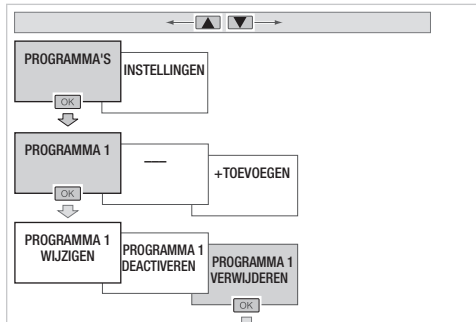 PROGRAMMA'S
INSTELLINGEN
OK
PROGRAMMA 1
+TOEVOEGEN
OK
PROGRAMMA 1
WIJZIGEN
PROGRAMMA 1
DEACTIVEREN
PROGRAMMA 1
VERWIJDEREN
OK